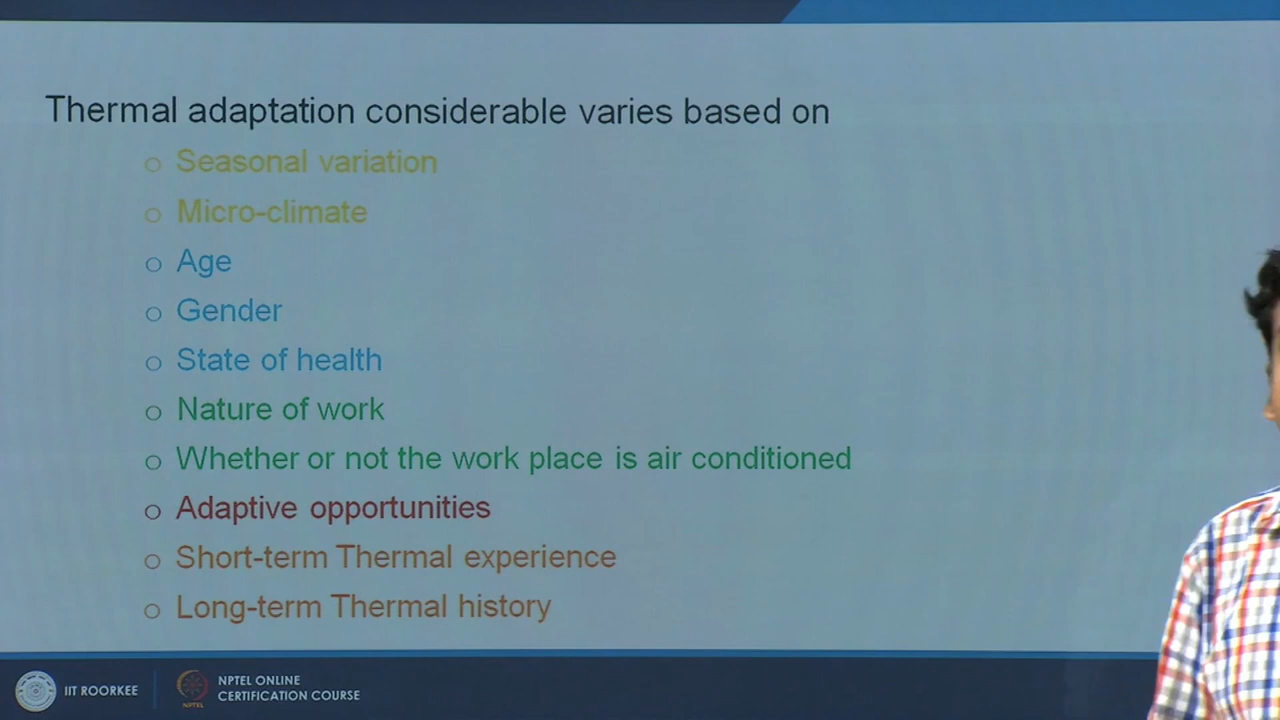 Thermal adaptation considerable varies based on
o Seasonal variation
o Micro-climate
o Age
o Gender
o State of health
o Nature of work
o Whether or not the work place is air conditioned
o Adaptive opportunities
o Short-term Thermal experience
o Long-term Thermal history
IIT ROORKEE
NPTEL
NPTEL ONLINE
CERTIFICATION COURSE